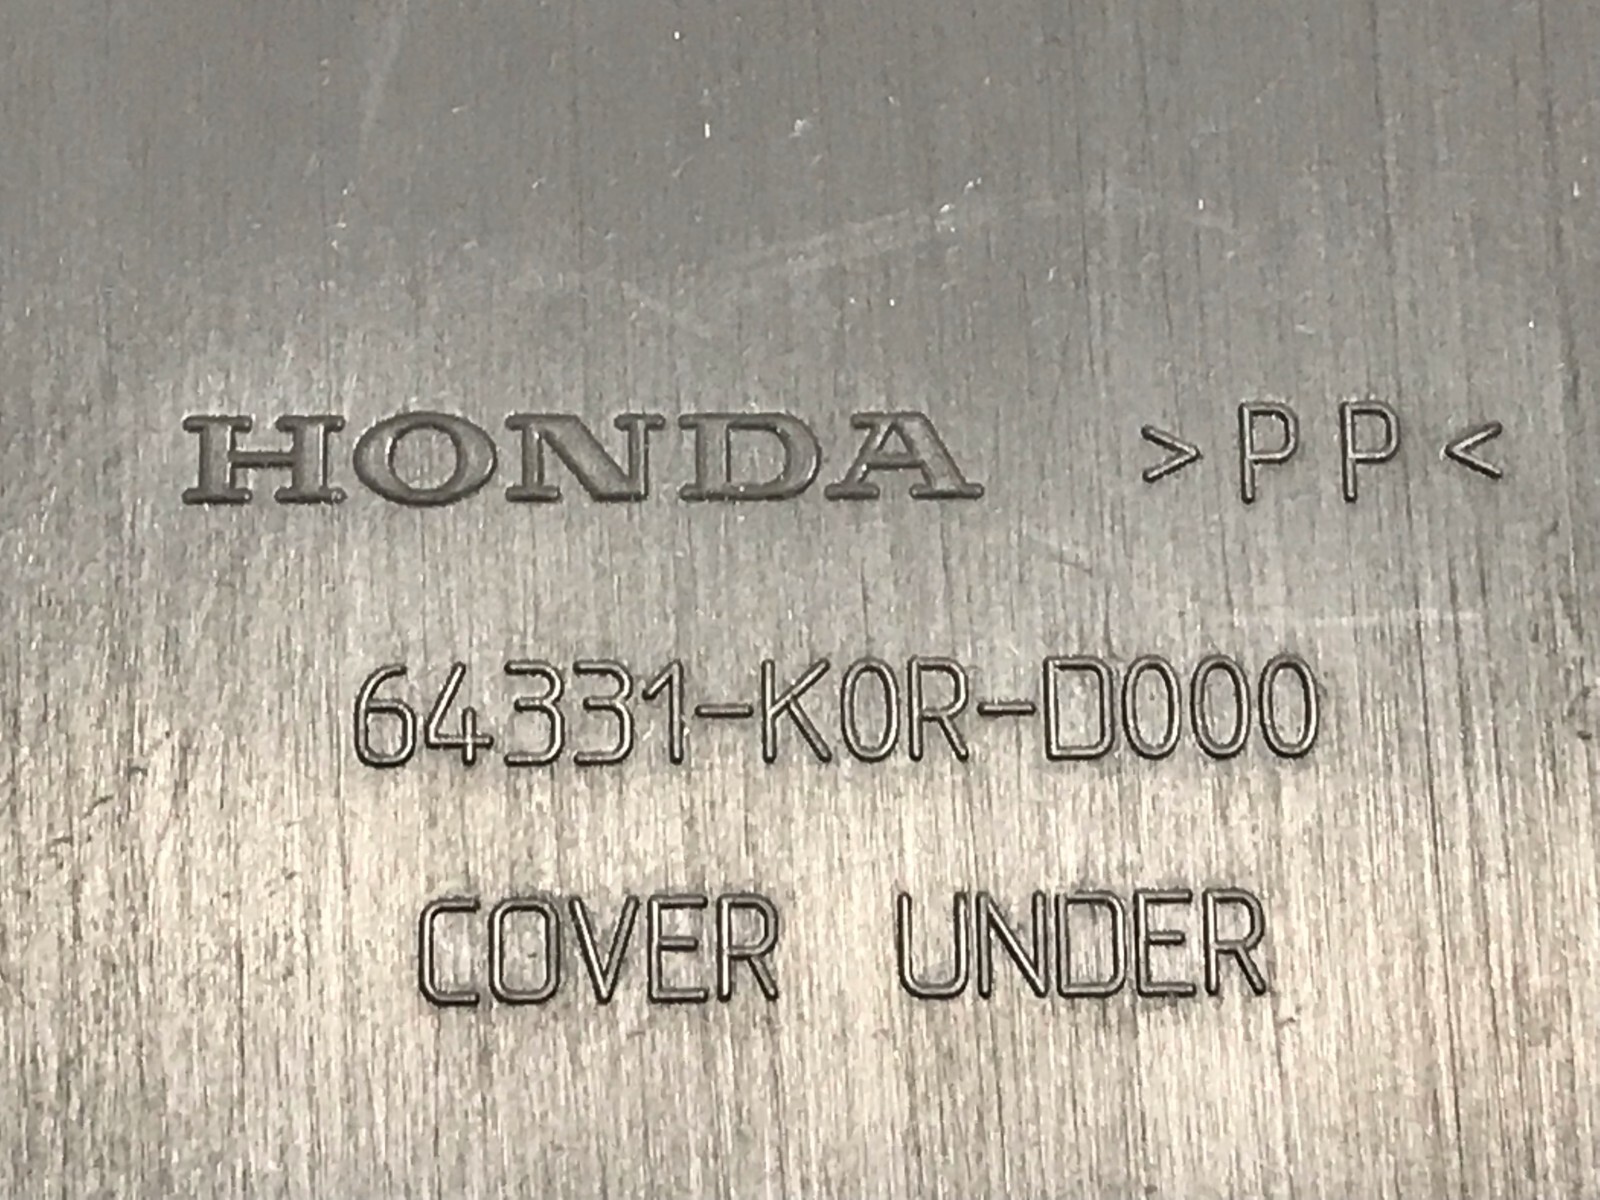 HONDA >PP<
64331-K0R-D000
COVER UNDER